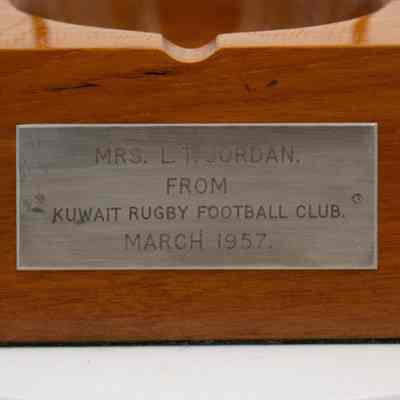 MRS. L.T. JORDAN.
FROM
KUWAIT RUGBY FOOTBALL CLUB.
MARCH 1957.